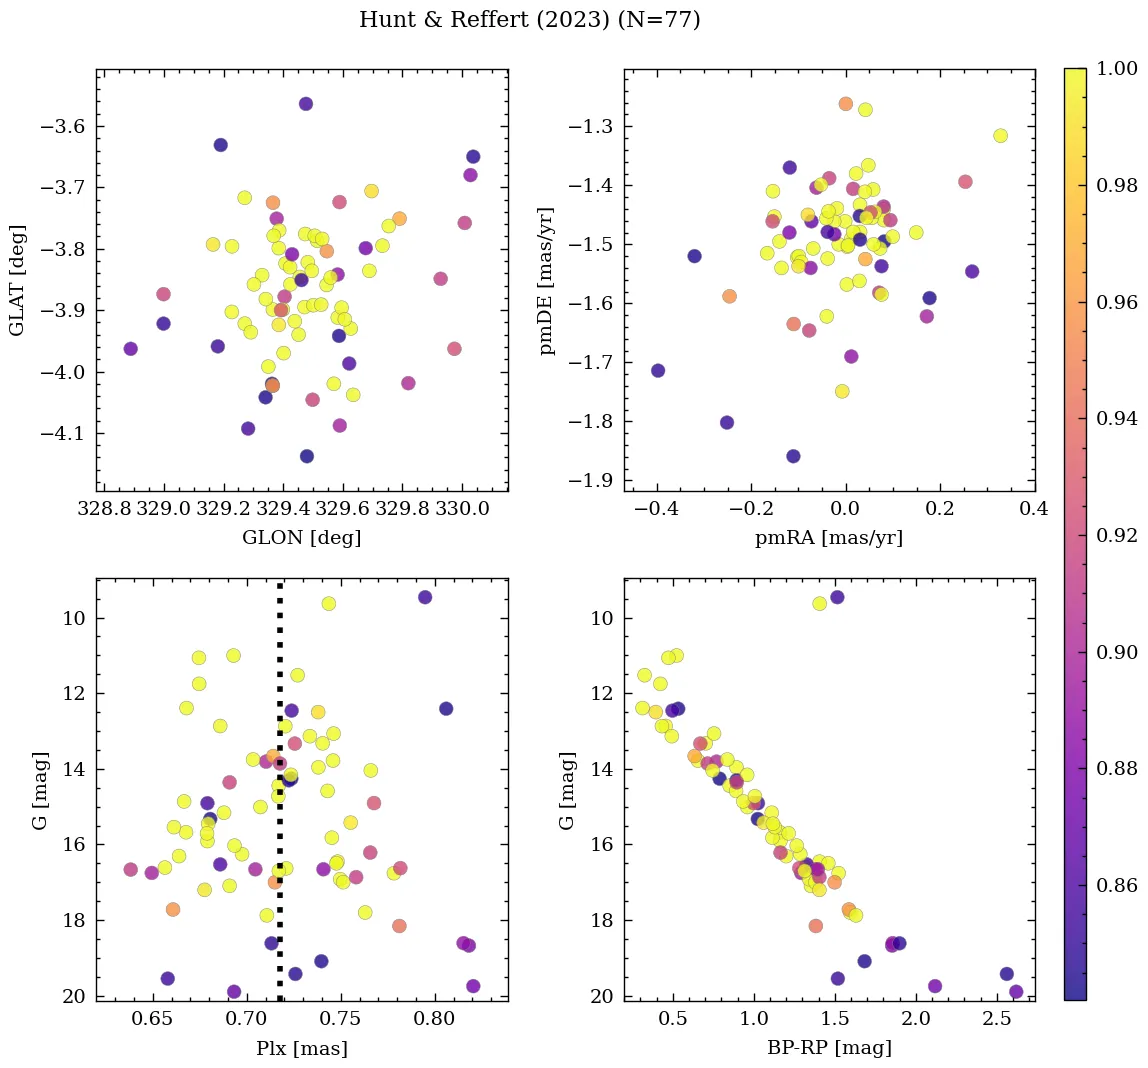 Hunt & Reffert (2023) (N=77)
−3.6
−3.7
−3.8
−3.9
−4.0
−4.1
GLAT [deg]
328.8 329.0 329.2 329.4 329.6 329.8 330.0
GLON [deg]
−1.3
−1.4
−1.5
−1.6
−1.7
−1.8
−1.9
pmDE [mas/yr]
−0.4 −0.2 0.0 0.2 0.4
pmRA [mas/yr]
10
12
14
16
18
20
G [mag]
0.65 0.70 0.75 0.80
Plx [mas]
10
12
14
16
18
20
G [mag]
0.5 1.0 1.5 2.0 2.5
BP-RP [mag]
1.00
0.98
0.96
0.94
0.92
0.90
0.88
0.86